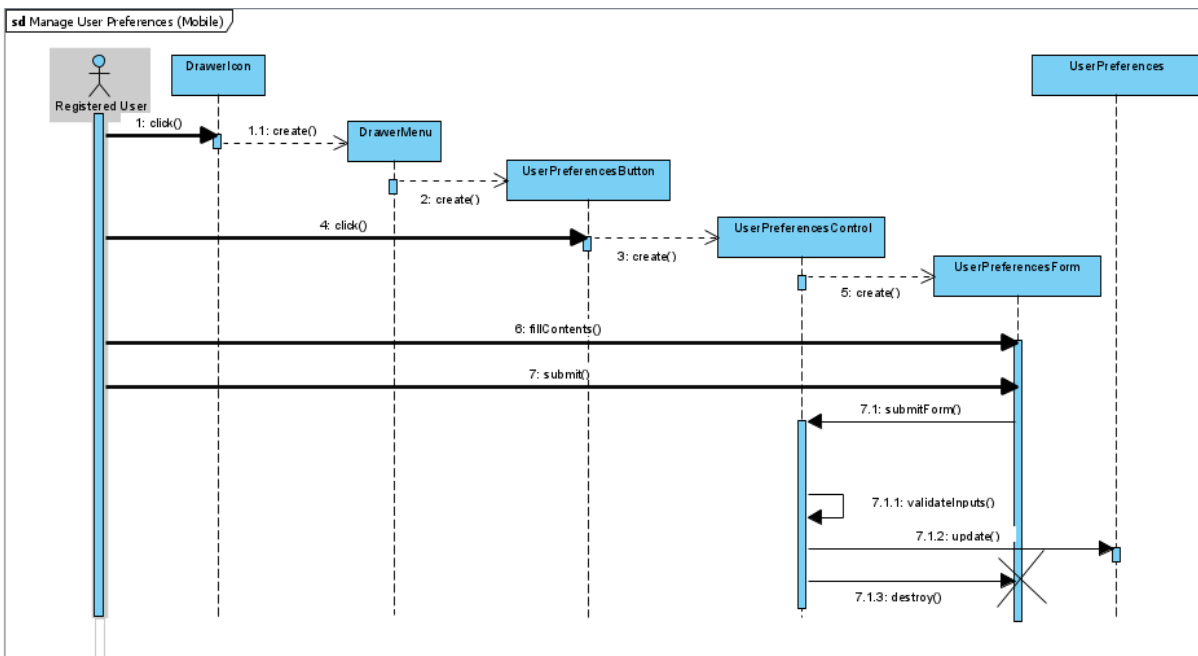 sd Manage User Preferences (Mobile)
DrawerIcon
UserPreferences
Registered User
1: click()
1.1: create()
DrawerMenu
UserPreferencesButton
2: create()
4: click()
UserPreferencesControl
3: create()
UserPreferencesForm
5: create()
6: fillContents()
7: submit()
7.1: submitForm()
7.1.1: validateInputs()
7.1.2: update()
7.1.3: destroy()